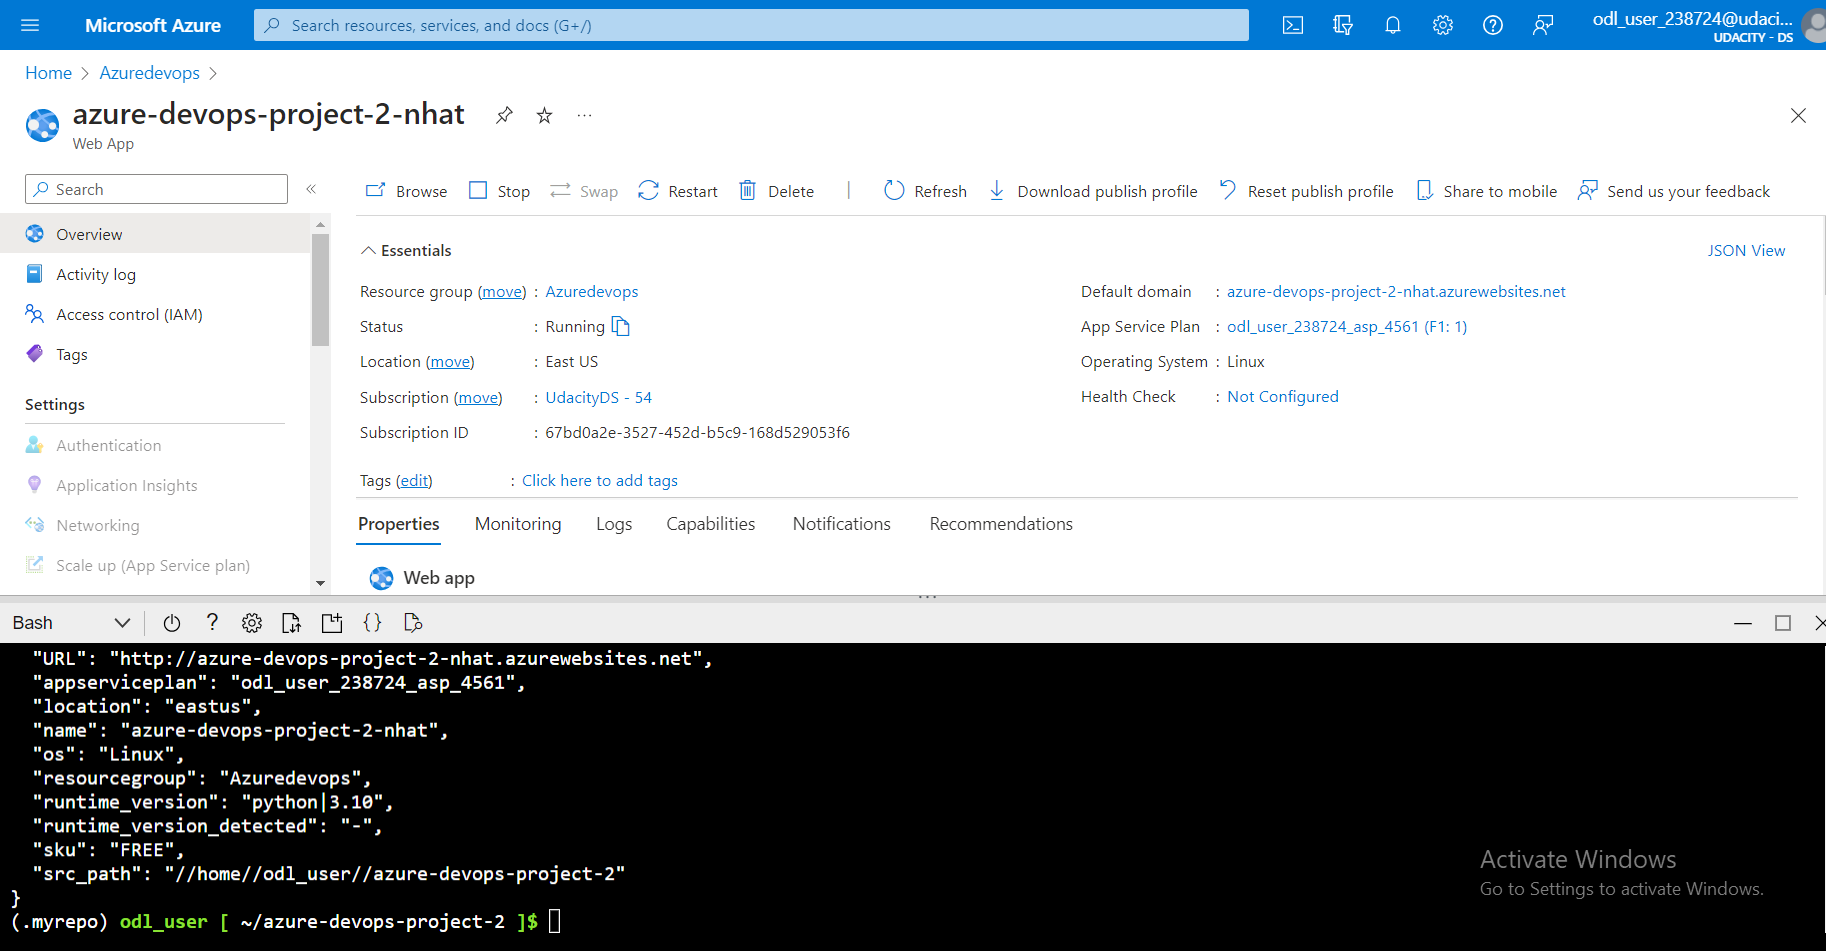 Microsoft Azure
Search resources, services, and docs (G+/)
odl_user_238724@udaci...
UDACITY - DS
Home > Azuredevops >
azure-devops-project-2-nhat
...
Web App
Search
«
Browse
Stop
Swap
Restart
Delete
Refresh
Download publish profile
Reset publish profile
Share to mobile
Send us your feedback
Overview
Activity log
Access control (IAM)
Tags
Settings
Authentication
Application Insights
Networking
Scale up (App Service plan)
Essentials
JSON View
Resource group (move) : Azuredevops
Status : Running
Location (move) : East US
Subscription (move) : UdacityDS - 54
Subscription ID : 67bd0a2e-3527-452d-b5c9-168d529053f6
Default domain : azure-devops-project-2-nhat.azurewebsites.net
App Service Plan : odl_user_238724_asp_4561 (F1: 1)
Operating System : Linux
Health Check : Not Configured
Tags (edit) : Click here to add tags
Properties
Monitoring
Logs
Capabilities
Notifications
Recommendations
Web app
Bash
? { }
"URL": "http://azure-devops-project-2-nhat.azurewebsites.net",
"appserviceplan": "odl_user_238724_asp_4561",
"location": "eastus",
"name": "azure-devops-project-2-nhat",
"os": "Linux",
"resourcegroup": "Azuredevops",
"runtime_version": "python|3.10",
"runtime_version_detected": "-",
"sku": "FREE",
"src_path": "//home//odl_user//azure-devops-project-2"
}
(.myrepo) odl_user [ ~/azure-devops-project-2 ]$
Activate Windows
Go to Settings to activate Windows.